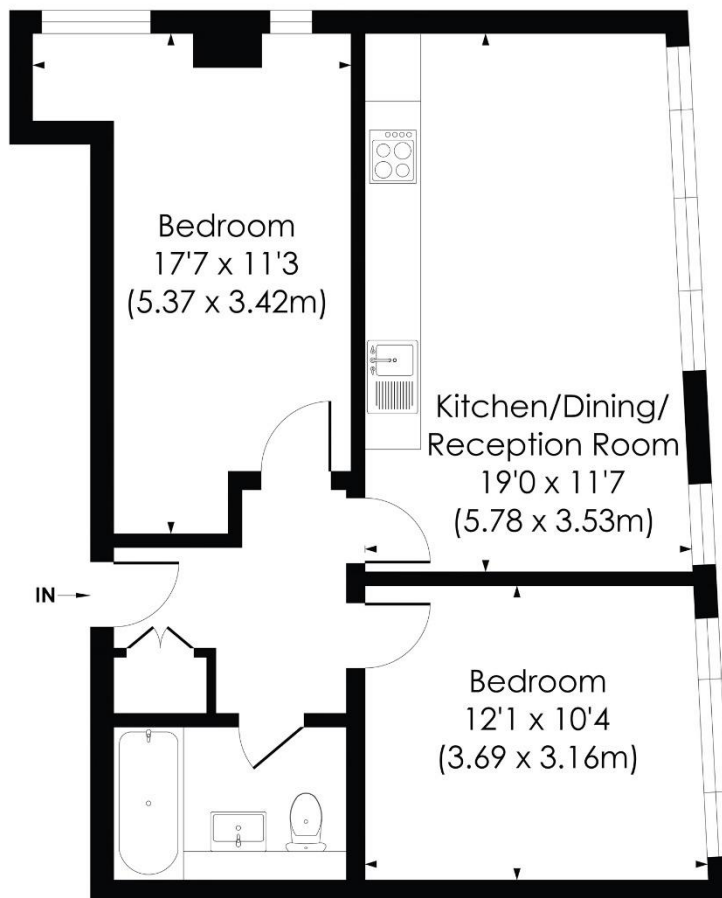 Bedroom
17'7 x 11'3
(5.37 x 3.42m)
Kitchen/Dining/
Reception Room
19'0 x 11'7
(5.78 x 3.53m)
IN
Bedroom
12'1 x 10'4
(3.69 x 3.16m)